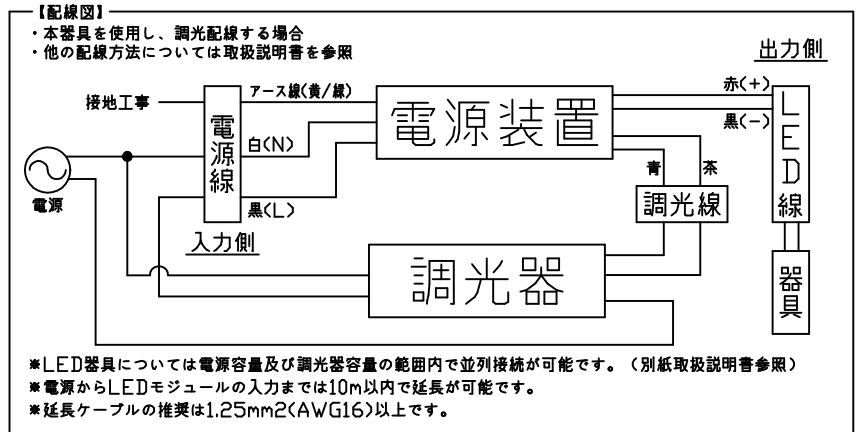 【配線図】
・本器具を使用し、調光配線する場合
・他の配線方法については取扱説明書を参照
出力側
接地工事
アース線(黄/緑)
赤(+)
黒(-)
電源線
白(N)
黒(L)
電源装置
LED線
青
茶
調光線
電源
入力側
調光器
器具
※LED器具については電源容量及び調光器容量の範囲内で並列接続が可能です。(別紙取扱説明書参照)
※電源からLEDモジュールの入力までは10m以内で延長が可能です。
※延長ケーブルの推奨は1.25mm2(AWG16)以上です。